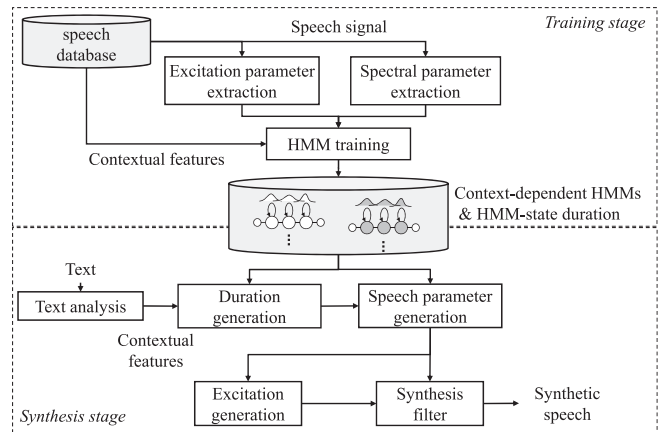 speech
database
Speech signal
Training stage
Excitation parameter
extraction
Spectral parameter
extraction
Contextual features
HMM training
Context-dependent HMMs
& HMM-state duration
Text
Text analysis
Duration
generation
Speech parameter
generation
Contextual
features
Excitation
generation
Synthesis
filter
Synthetic
speech
Synthesis stage